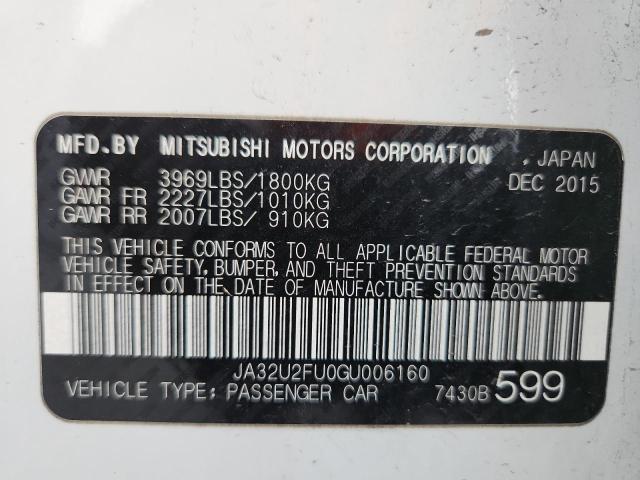 MFD.BY MITSUBISHI MOTORS CORPORATION , JAPAN
GVWR 3969LBS/1800KG DEC 2015
GAWR FR 2227LBS/1010KG
GAWR RR 2007LBS/ 910KG
THIS VEHICLE CONFORMS TO ALL APPLICABLE FEDERAL MOTOR
VEHICLE SAFETY, BUMPER, AND THEFT PREVENTION STANDARDS
IN EFFECT ON THE DATE OF MANUFACTURE SHOWN ABOVE.
JA32U2FU0GU006160
VEHICLE TYPE: PASSENGER CAR 7430B 599